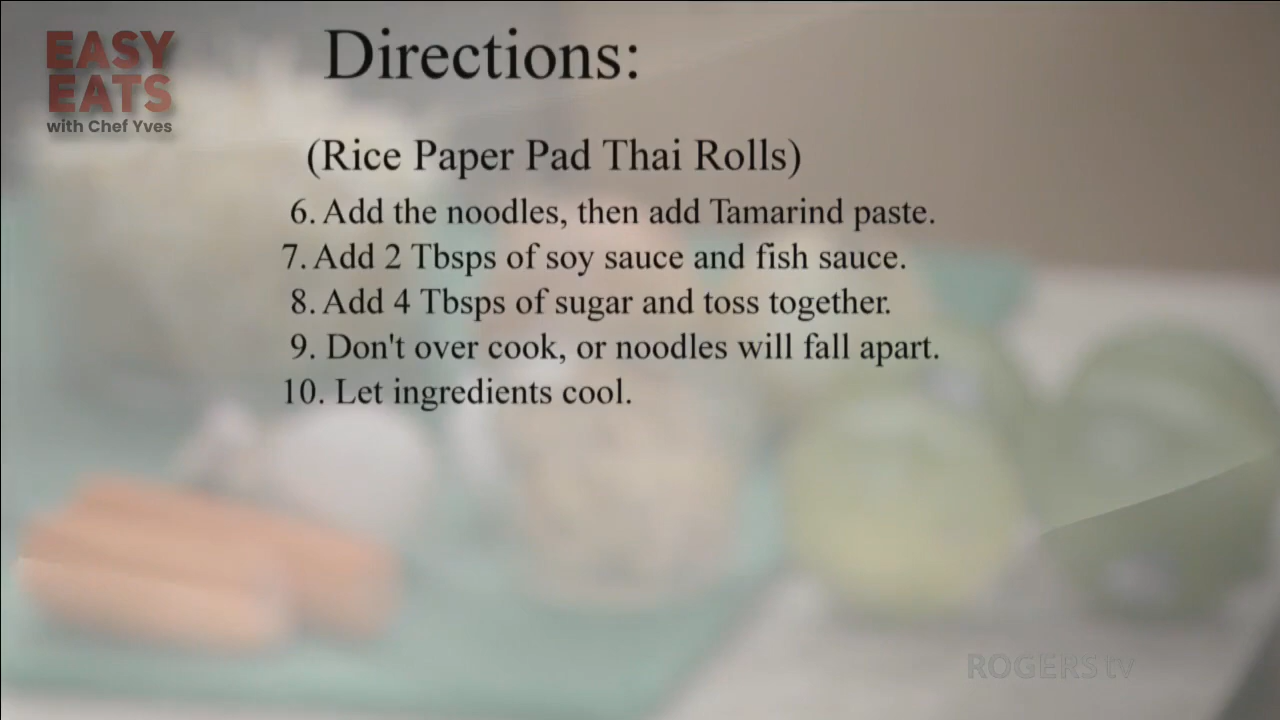 EASY
EATS
with Chef Yves
Directions:
(Rice Paper Pad Thai Rolls)
6. Add the noodles, then add Tamarind paste.
7. Add 2 Tbsps of soy sauce and fish sauce.
8. Add 4 Tbsps of sugar and toss together.
9. Don't over cook, or noodles will fall apart.
10. Let ingredients cool.
ROGERS tv